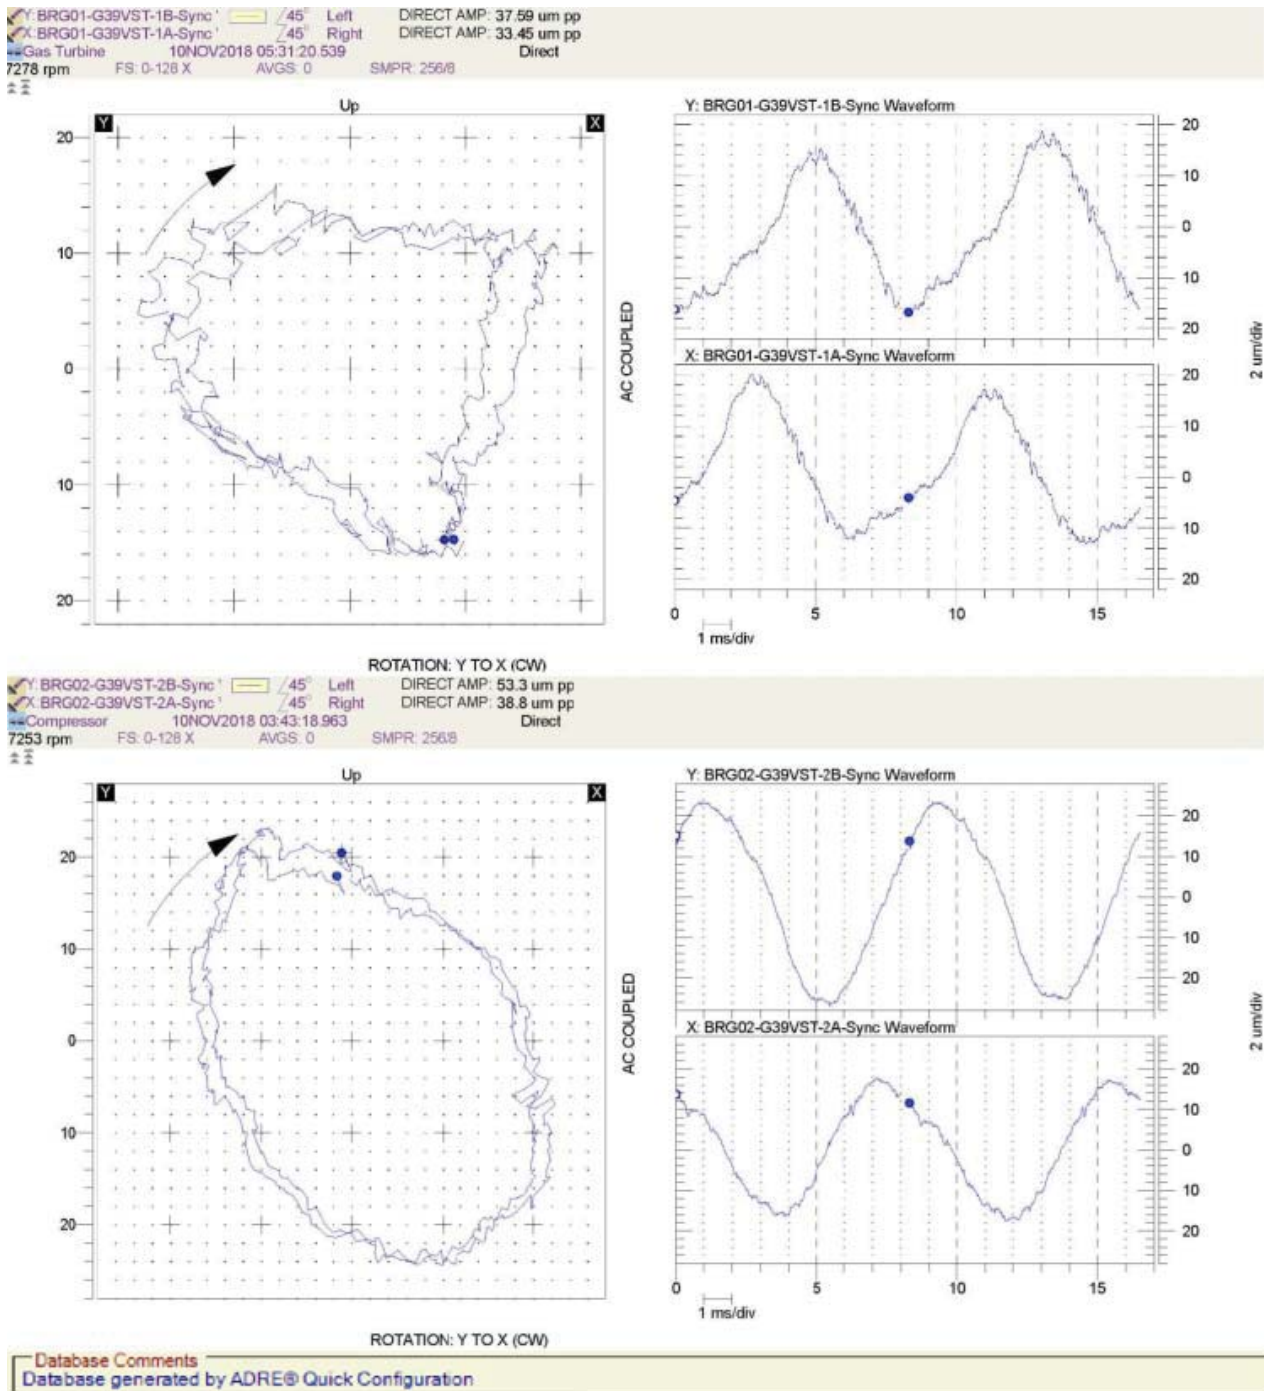 Y: BRG01-G39VST-1B-Sync ' ∠45° Left DIRECT AMP: 37.59 um pp
X: BRG01-G39VST-1A-Sync ' ∠45° Right DIRECT AMP: 33.45 um pp
Gas Turbine 10NOV2018 05:31:20.539 Direct
7278 rpm FS: 0-128 X AVGS: 0 SMPR: 256/8
Up
Y X
20
10
0
10
20
AC COUPLED
ROTATION: Y TO X (CW)
Y: BRG01-G39VST-1B-Sync Waveform
20
10
0
10
20
X: BRG01-G39VST-1A-Sync Waveform
20
10
0
10
20
0 5 10 15
1 ms/div
2 um/div
Y: BRG02-G39VST-2B-Sync ' ∠45° Left DIRECT AMP: 53.3 um pp
X: BRG02-G39VST-2A-Sync ' ∠45° Right DIRECT AMP: 38.8 um pp
Compressor 10NOV2018 03:43:18.963 Direct
7253 rpm FS: 0-128 X AVGS: 0 SMPR: 256/8
Up
Y X
20
10
0
10
20
AC COUPLED
ROTATION: Y TO X (CW)
Y: BRG02-G39VST-2B-Sync Waveform
20
10
0
10
20
X: BRG02-G39VST-2A-Sync Waveform
20
10
0
10
20
0 5 10 15
1 ms/div
2 um/div
Database Comments
Database generated by ADRE® Quick Configuration